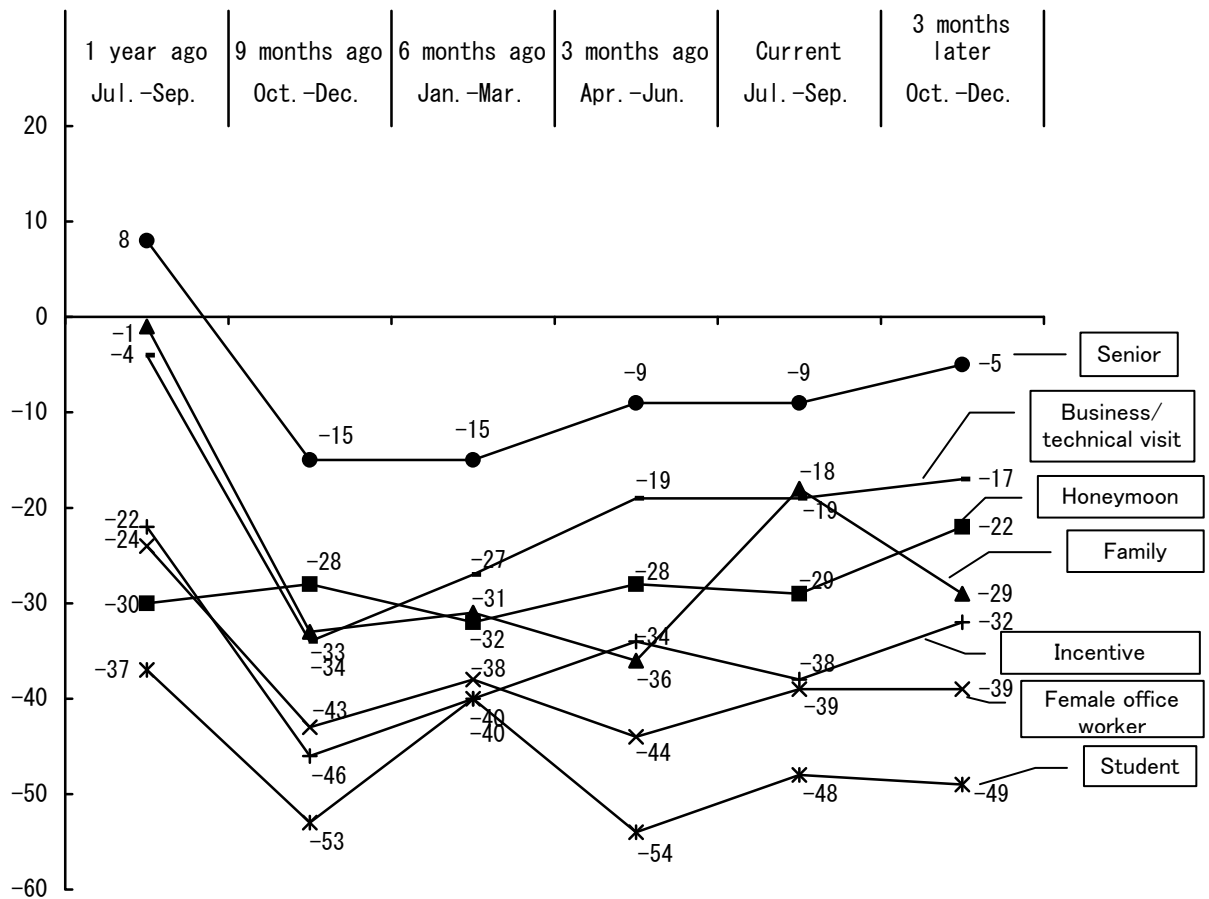 1 year ago
Jul.-Sep.
9 months ago
Oct.-Dec.
6 months ago
Jan.-Mar.
3 months ago
Apr.-Jun.
Current
Jul.-Sep.
3 months
later
Oct.-Dec.
20
10
0
-10
-20
-30
-40
-50
-60
8
-1
-4
-22
-24
-30
-37
-15
-28
-33
-34
-43
-46
-53
-15
-27
-31
-32
-38
-40
-40
-9
-19
-28
-34
-36
-44
-54
-9
-18
-19
-29
-38
-39
-48
-5
-17
-22
-29
-32
-39
-49
Senior
Business/
technical visit
Honeymoon
Family
Incentive
Female office
worker
Student